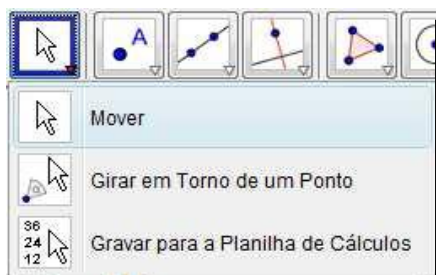 A
Mover
Girar em Torno de um Ponto
36
24
12
Gravar para a Planilha de Cálculos